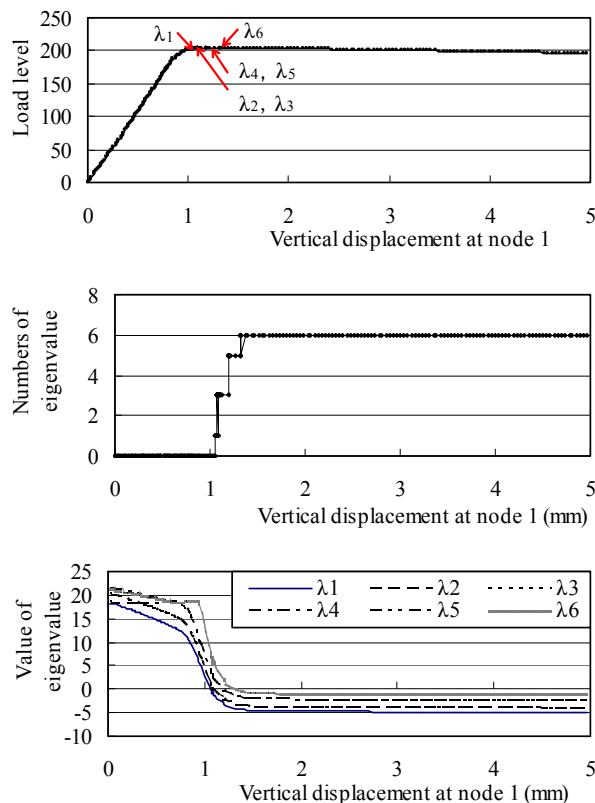 250
200
150
100
50
0
Load level
λ1
λ6
λ4, λ5
λ2, λ3
0 1 2 3 4 5
Vertical displacement at node 1
8
6
4
2
0
Numbers of
eigenvalue
0 1 2 3 4 5
Vertical displacement at node 1 (mm)
25
20
15
10
5
0
-5
-10
Value of
eigenvalue
λ1 λ2 λ3
λ4 λ5 λ6
0 1 2 3 4 5
Vertical displacement at node 1 (mm)